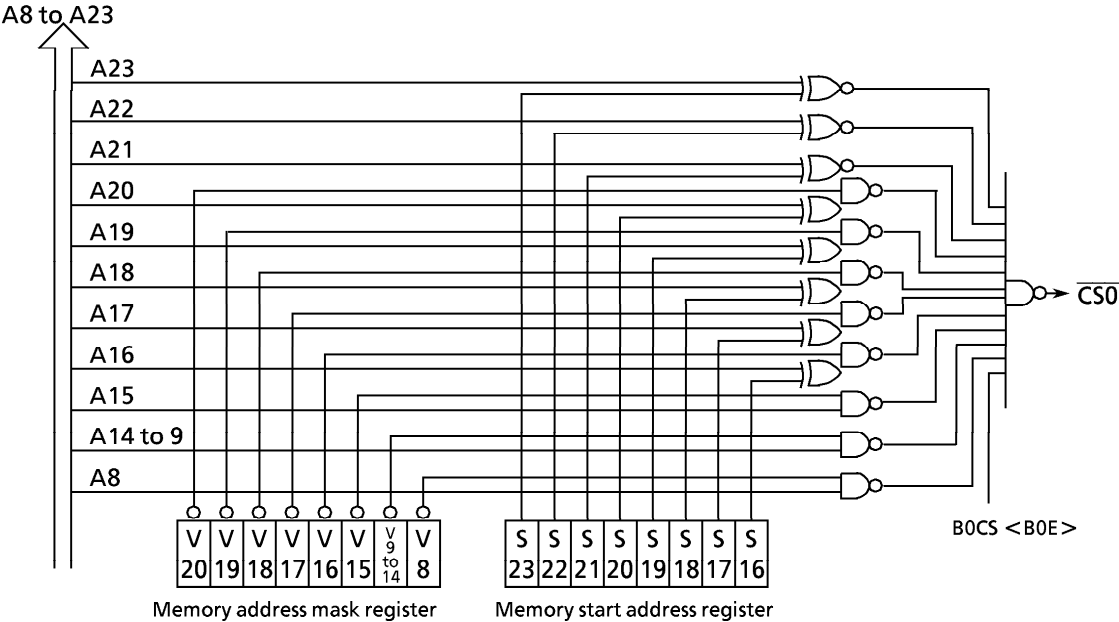 A8 to A23
A23
A22
A21
A20
A19
A18
A17
A16
A15
A14 to 9
A8
CS0
B0CS <B0E>
V 20 V 19 V 18 V 17 V 16 V 15 V 9 to 14 V 8
S 23 S 22 S 21 S 20 S 19 S 18 S 17 S 16
Memory address mask register
Memory start address register